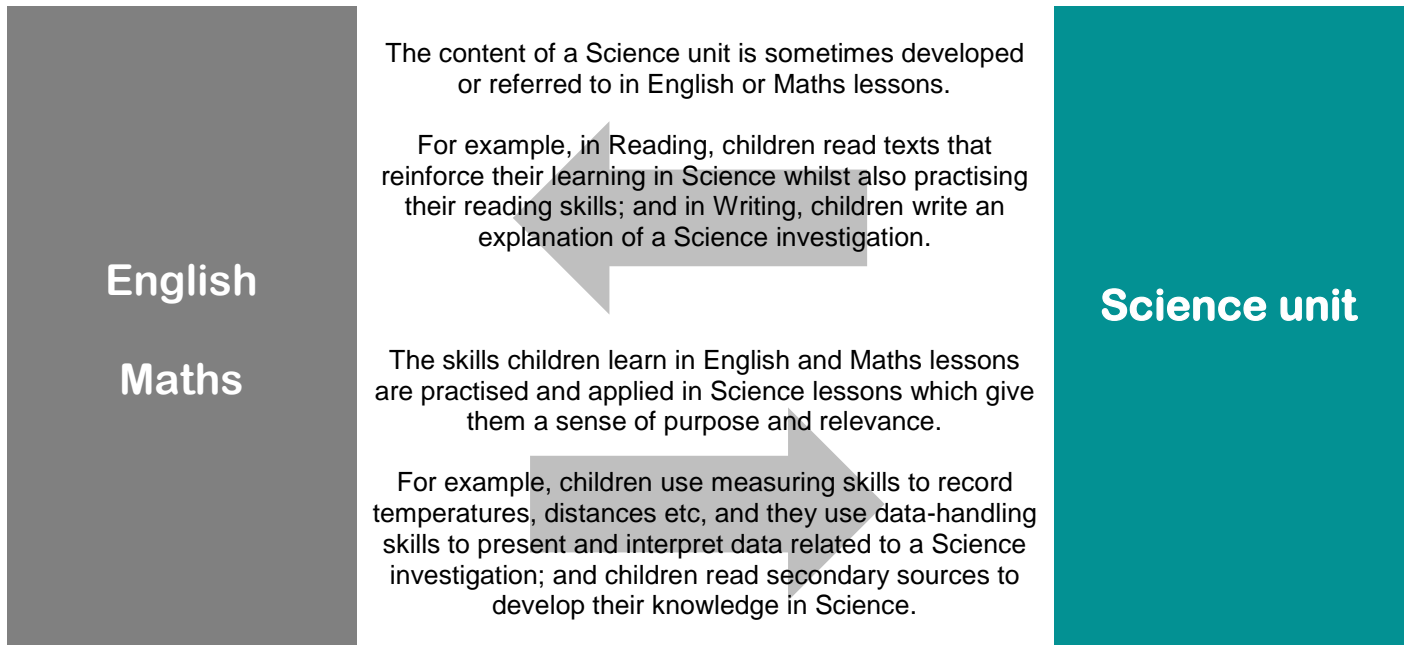 English
Maths
The content of a Science unit is sometimes developed
or referred to in English or Maths lessons.
For example, in Reading, children read texts that
reinforce their learning in Science whilst also practising
their reading skills; and in Writing, children write an
explanation of a Science investigation.
The skills children learn in English and Maths lessons
are practised and applied in Science lessons which give
them a sense of purpose and relevance.
For example, children use measuring skills to record
temperatures, distances etc, and they use data-handling
skills to present and interpret data related to a Science
investigation; and children read secondary sources to
develop their knowledge in Science.
Science unit